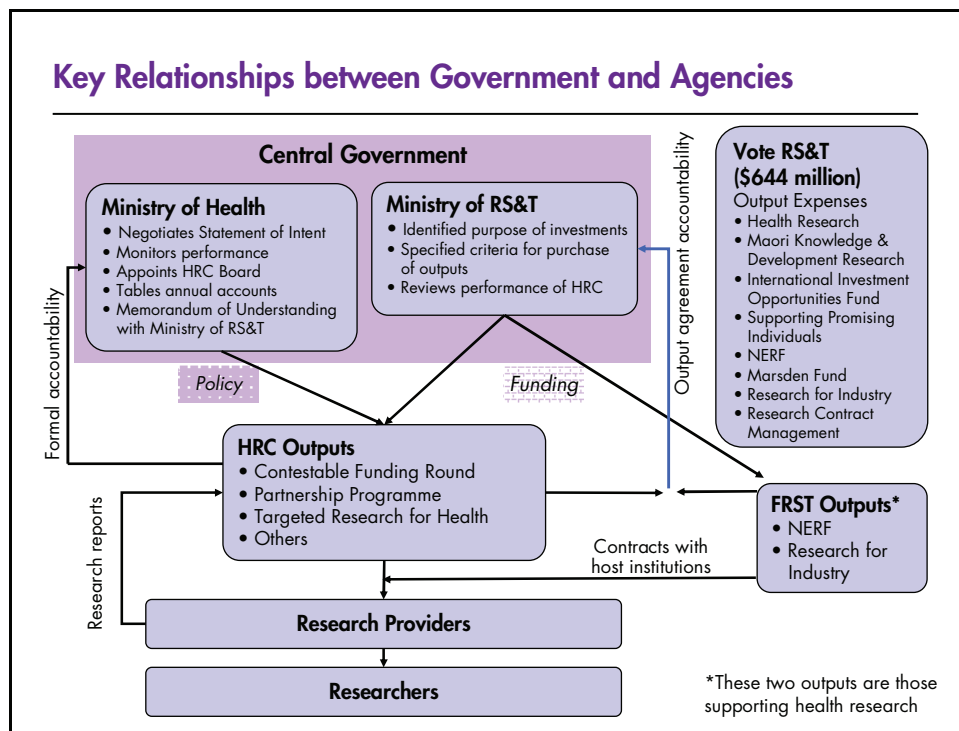 Key Relationships between Government and Agencies
Central Government
Ministry of Health
• Negotiates Statement of Intent
• Monitors performance
• Appoints HRC Board
• Tables annual accounts
• Memorandum of Understanding
with Ministry of RS&T
Ministry of RS&T
• Identified purpose of investments
• Specified criteria for purchase
of outputs
• Reviews performance of HRC
Output agreement accountability
Vote RS&T
($644 million)
Output Expenses
• Health Research
• Maori Knowledge &
Development Research
• International Investment
Opportunities Fund
• Supporting Promising
Individuals
• NERF
• Marsden Fund
• Research for Industry
• Research Contract
Management
Formal accountability
Policy
Funding
HRC Outputs
• Contestable Funding Round
• Partnership Programme
• Targeted Research for Health
• Others
FRST Outputs*
• NERF
• Research for
Industry
Research reports
Contracts with
host institutions
Research Providers
Researchers
*These two outputs are those
supporting health research